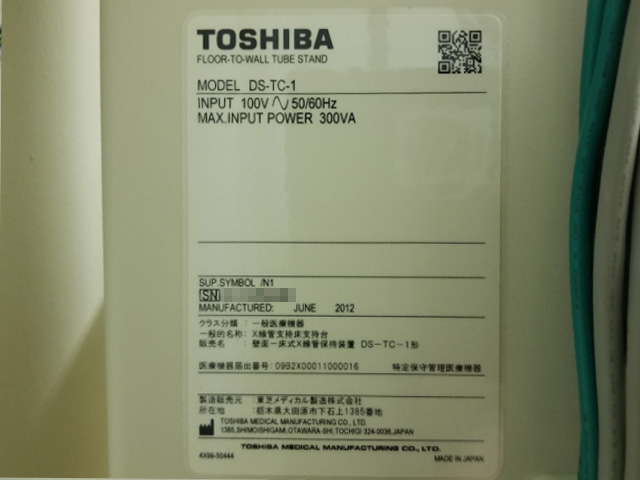 TOSHIBA
FLOOR-TO-WALL TUBE STAND
MODEL DS-TC-1
INPUT 100V∿50/60Hz
MAX.INPUT POWER 300VA
SUP.SYMBOL /N1
SN
MANUFACTURED: JUNE 2012
クラス分類：一般医療機器
一般的名称：X線管支持床支持台
販売名：壁面－床式X線管保持装置 DS－TC－1形
医療機器届出番号：09B2X00011000016 特定保守管理医療機器
製造販売元：東芝メディカル製造株式会社
所在地：栃木県大田原市下石上1385番地
TOSHIBA MEDICAL MANUFACTURING CO., LTD.
1385,SHIMOISHIGAMI,OTAWARA-SHI,TOCHIGI 324-0036,JAPAN
TOSHIBA MEDICAL MANUFACTURING CO., LTD.
4X99-50444 MADE IN JAPAN